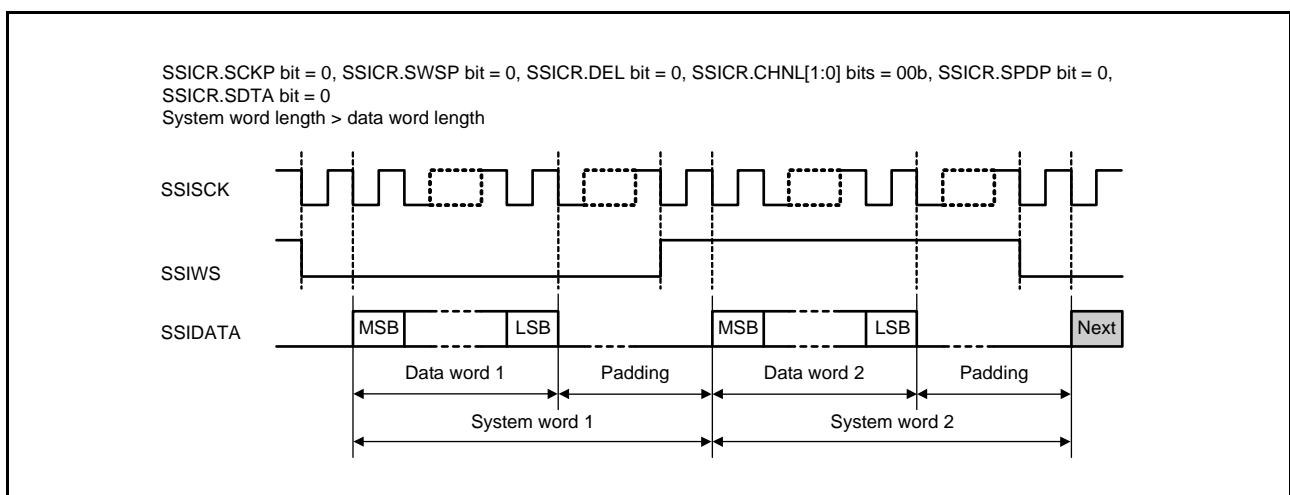 SSICR.SCKP bit = 0, SSICR.SWSP bit = 0, SSICR.DEL bit = 0, SSICR.CHNL[1:0] bits = 00b, SSICR.SPDP bit = 0,
SSICR.SDTA bit = 0
System word length > data word length
SSISCK
SSIWS
SSIDATA
MSB
LSB
MSB
LSB
Next
Data word 1
Padding
Data word 2
Padding
System word 1
System word 2